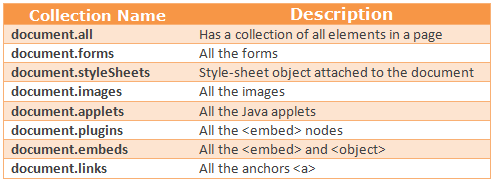 Collection Name Description
document.all Has a collection of all elements in a page
document.forms All the forms
document.styleSheets Style-sheet object attached to the document
document.images All the images
document.applets All the Java applets
document.plugins All the <embed> nodes
document.embeds All the <embed> and <object>
document.links All the anchors <a>